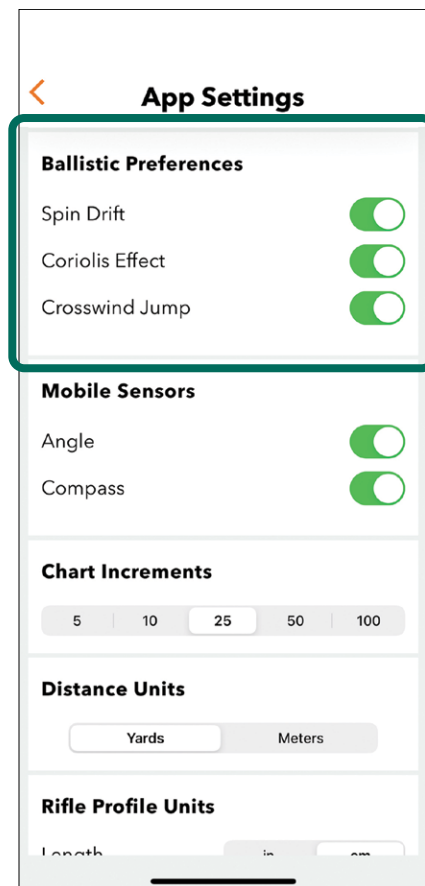 App Settings
Ballistic Preferences
Spin Drift
Coriolis Effect
Crosswind Jump
Mobile Sensors
Angle
Compass
Chart Increments
5 10 25 50 100
Distance Units
Yards Meters
Rifle Profile Units
Length in cm